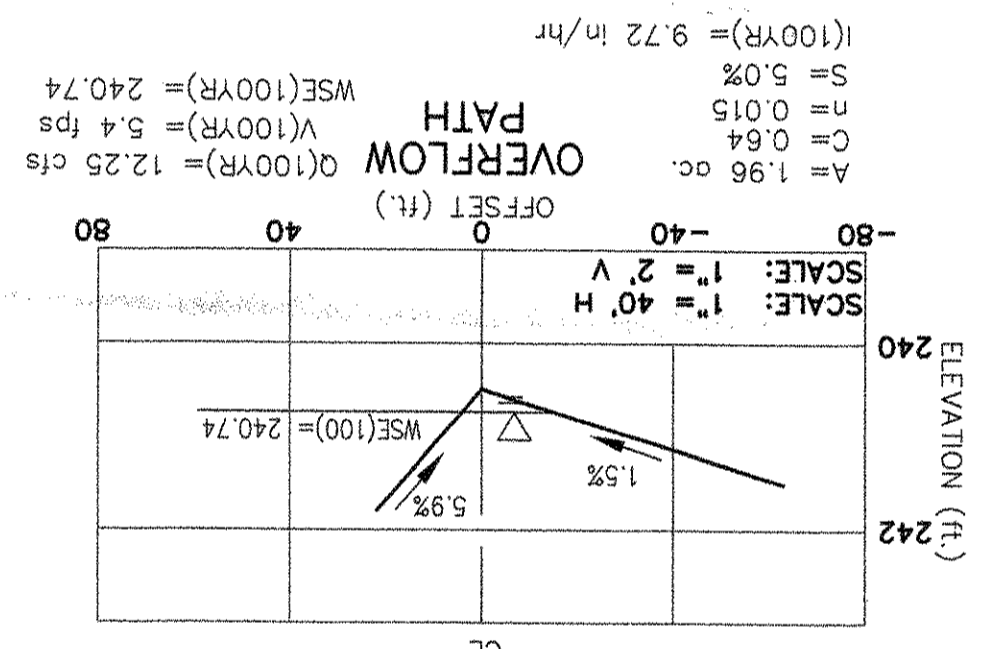 CL
ELEVATION (ft.)
242
5.9%
1.5%
WSE(100)= 240.74
240
SCALE: 1"= 40' H
SCALE: 1"= 2' V
-80 -40 0 40 80
OFFSET (ft.)
OVERFLOW
PATH
A= 1.96 ac.
C= 0.64
n= 0.015
S= 5.0%
I(100YR)= 9.72 in/hr
Q(100YR)= 12.25 cfs
V(100YR)= 5.4 fps
WSE(100YR)= 240.74